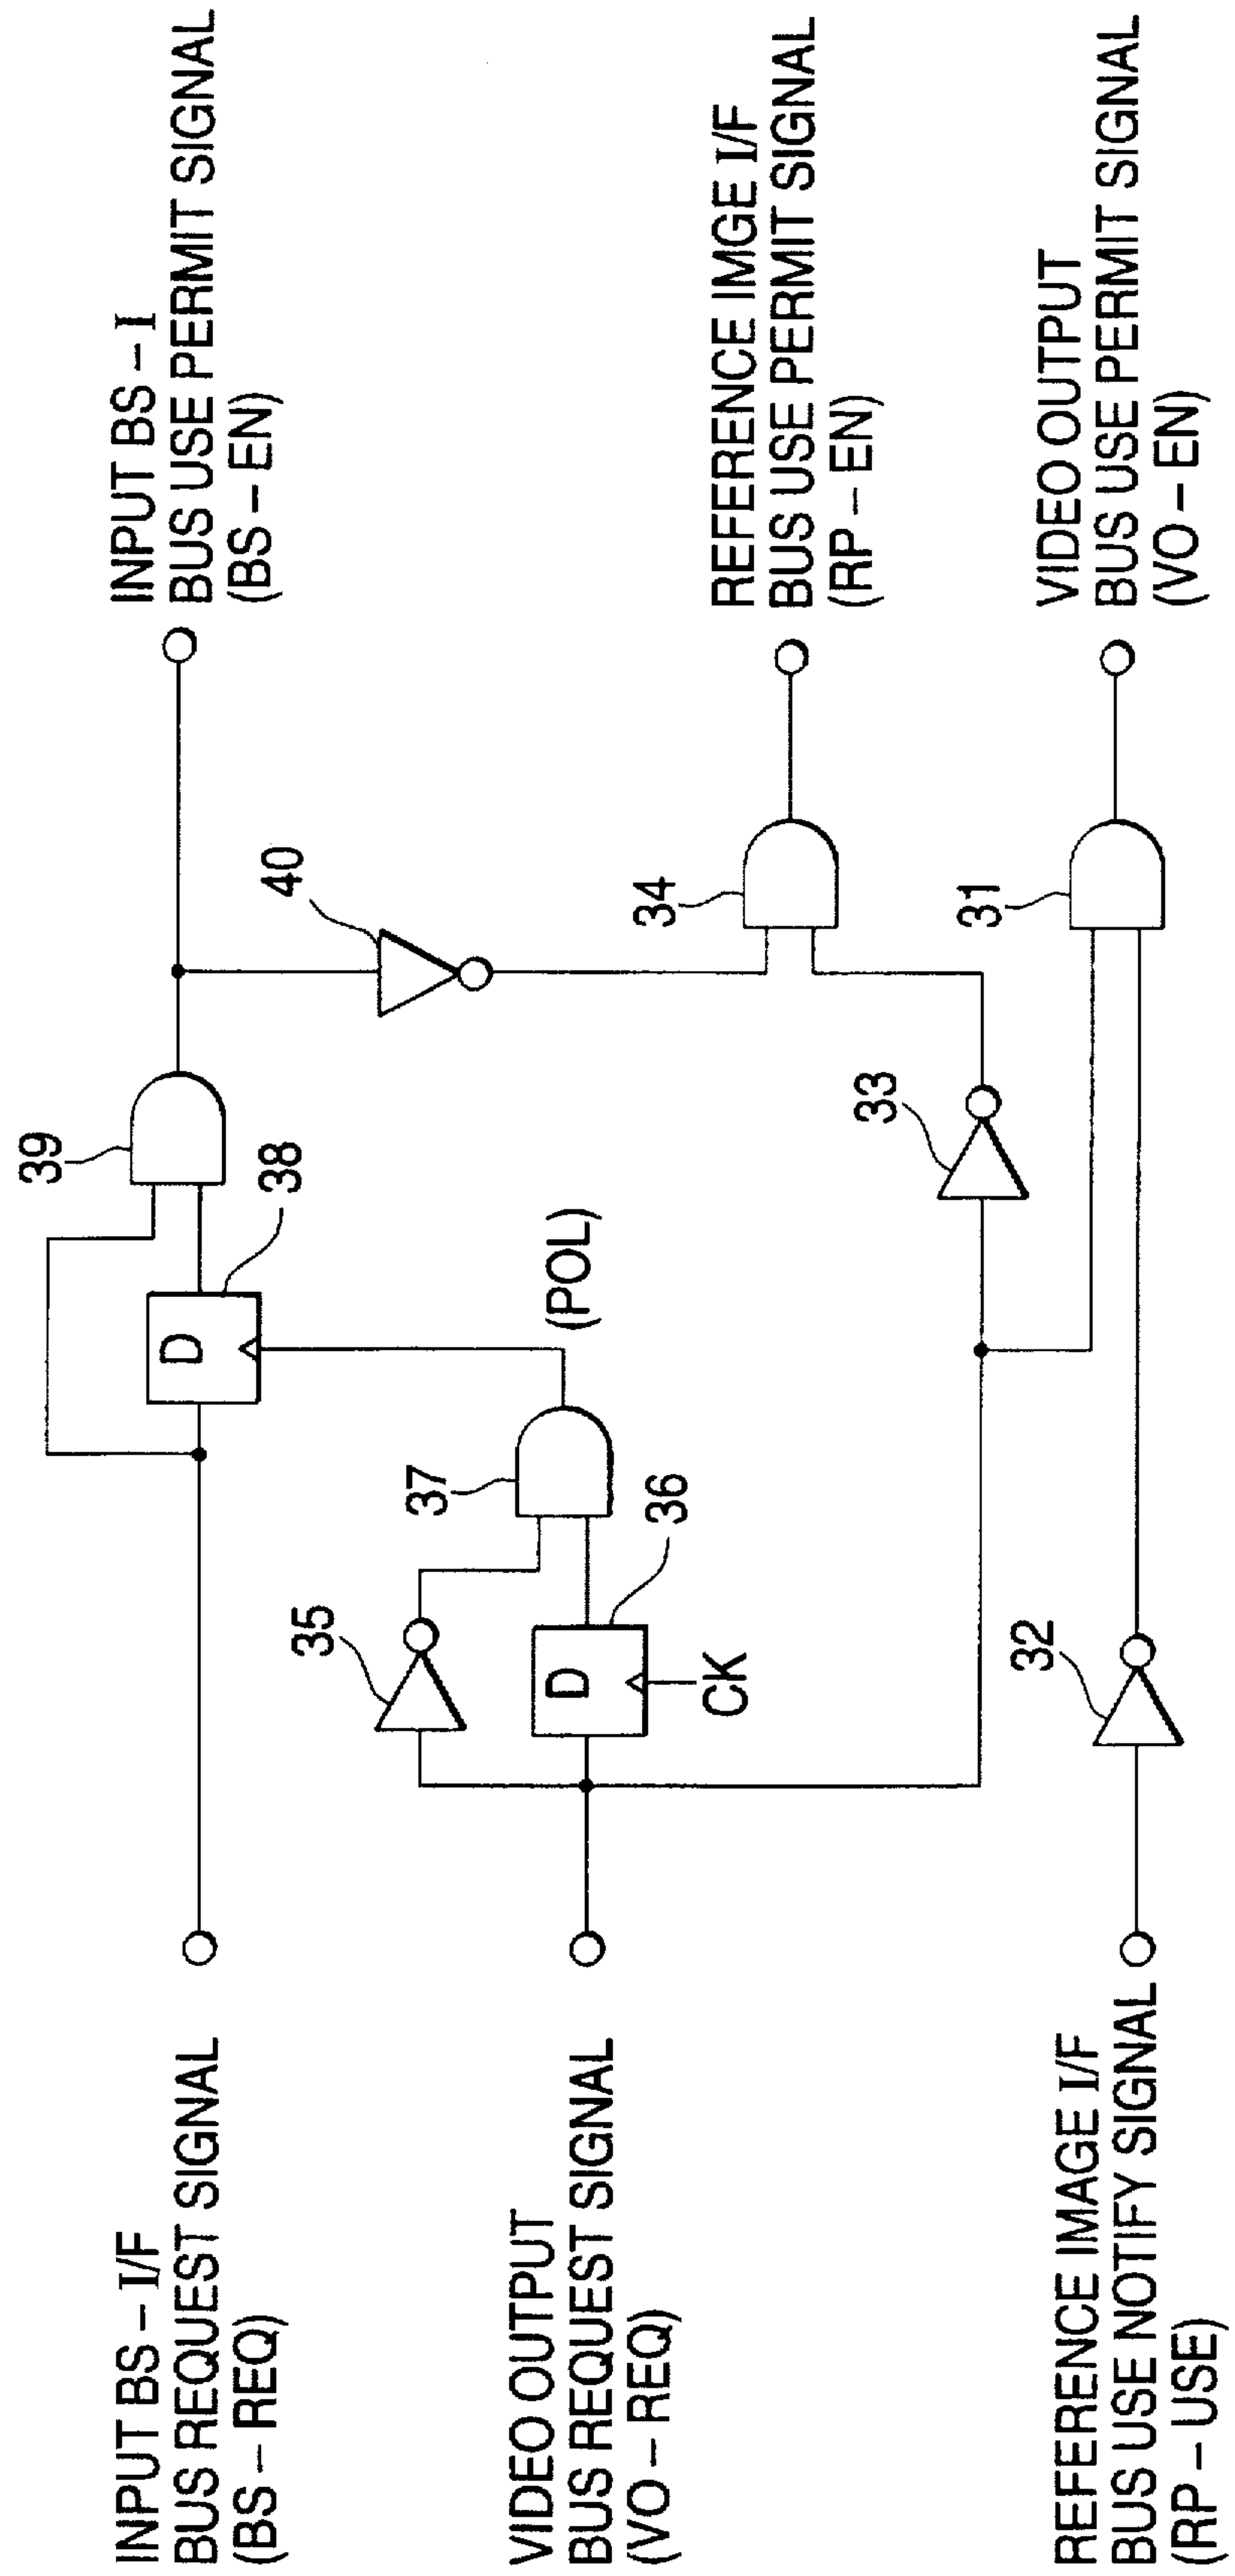 INPUT BS – I/F
BUS REQUEST SIGNAL
(BS – REQ)
VIDEO OUTPUT
BUS REQUEST SIGNAL
(VO – REQ)
REFERENCE IMAGE I/F
BUS USE NOTIFY SIGNAL
(RP – USE)
39
38
D
40
(POL)
37
35
36
D
CK
34
33
31
32
INPUT BS – I
BUS USE PERMIT SIGNAL
(BS – EN)
REFERENCE IMGE I/F
BUS USE PERMIT SIGNAL
(RP – EN)
VIDEO OUTPUT
BUS USE PERMIT SIGNAL
(VO – EN)